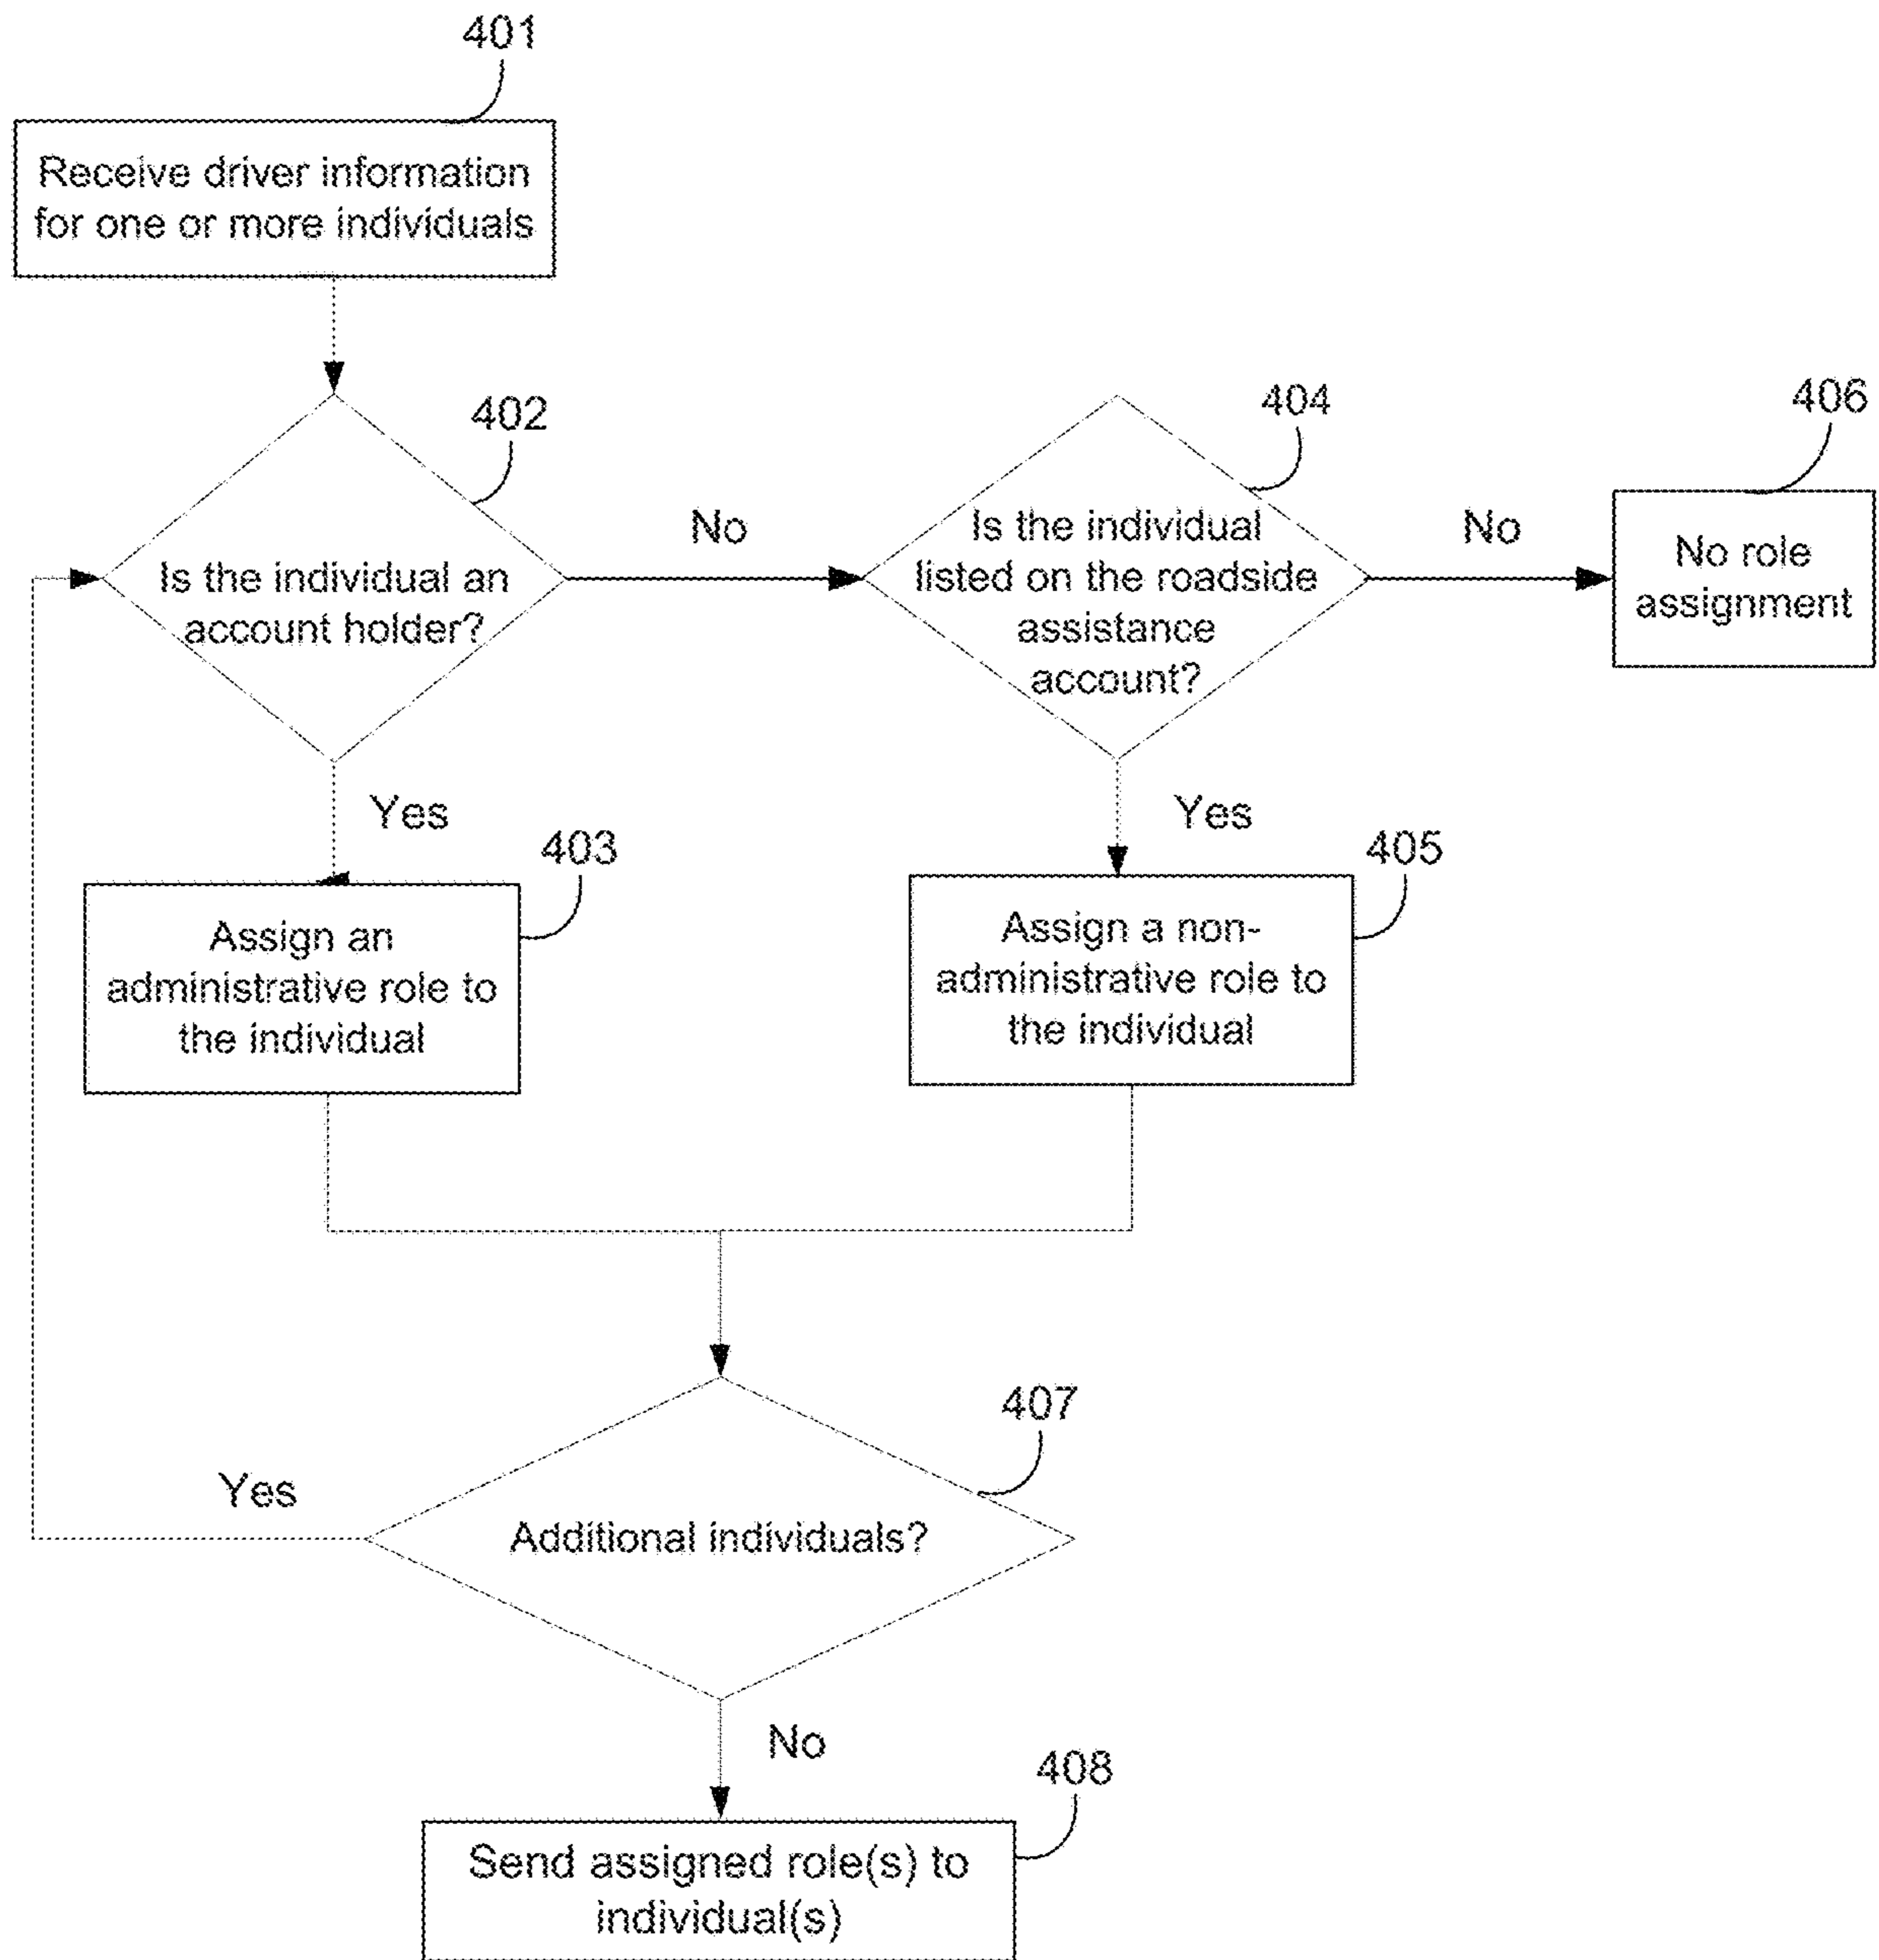 401
Receive driver information
for one or more individuals
402
Is the individual an
account holder?
No
404
Is the individual
listed on the roadside
assistance
account?
No
406
No role
assignment
Yes
403
Assign an
administrative role to
the individual
Yes
405
Assign a non-
administrative role to
the individual
407
Additional individuals?
Yes
No
408
Send assigned role(s) to
individual(s)